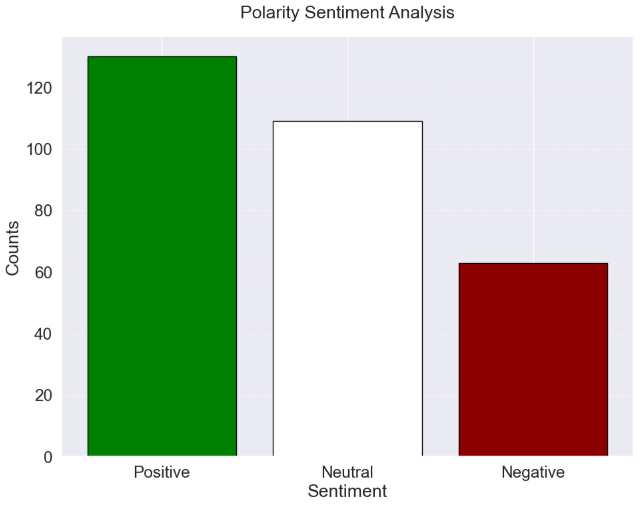 Polarity Sentiment Analysis
Counts
120
100
80
60
40
20
0
Positive Neutral Negative
Sentiment